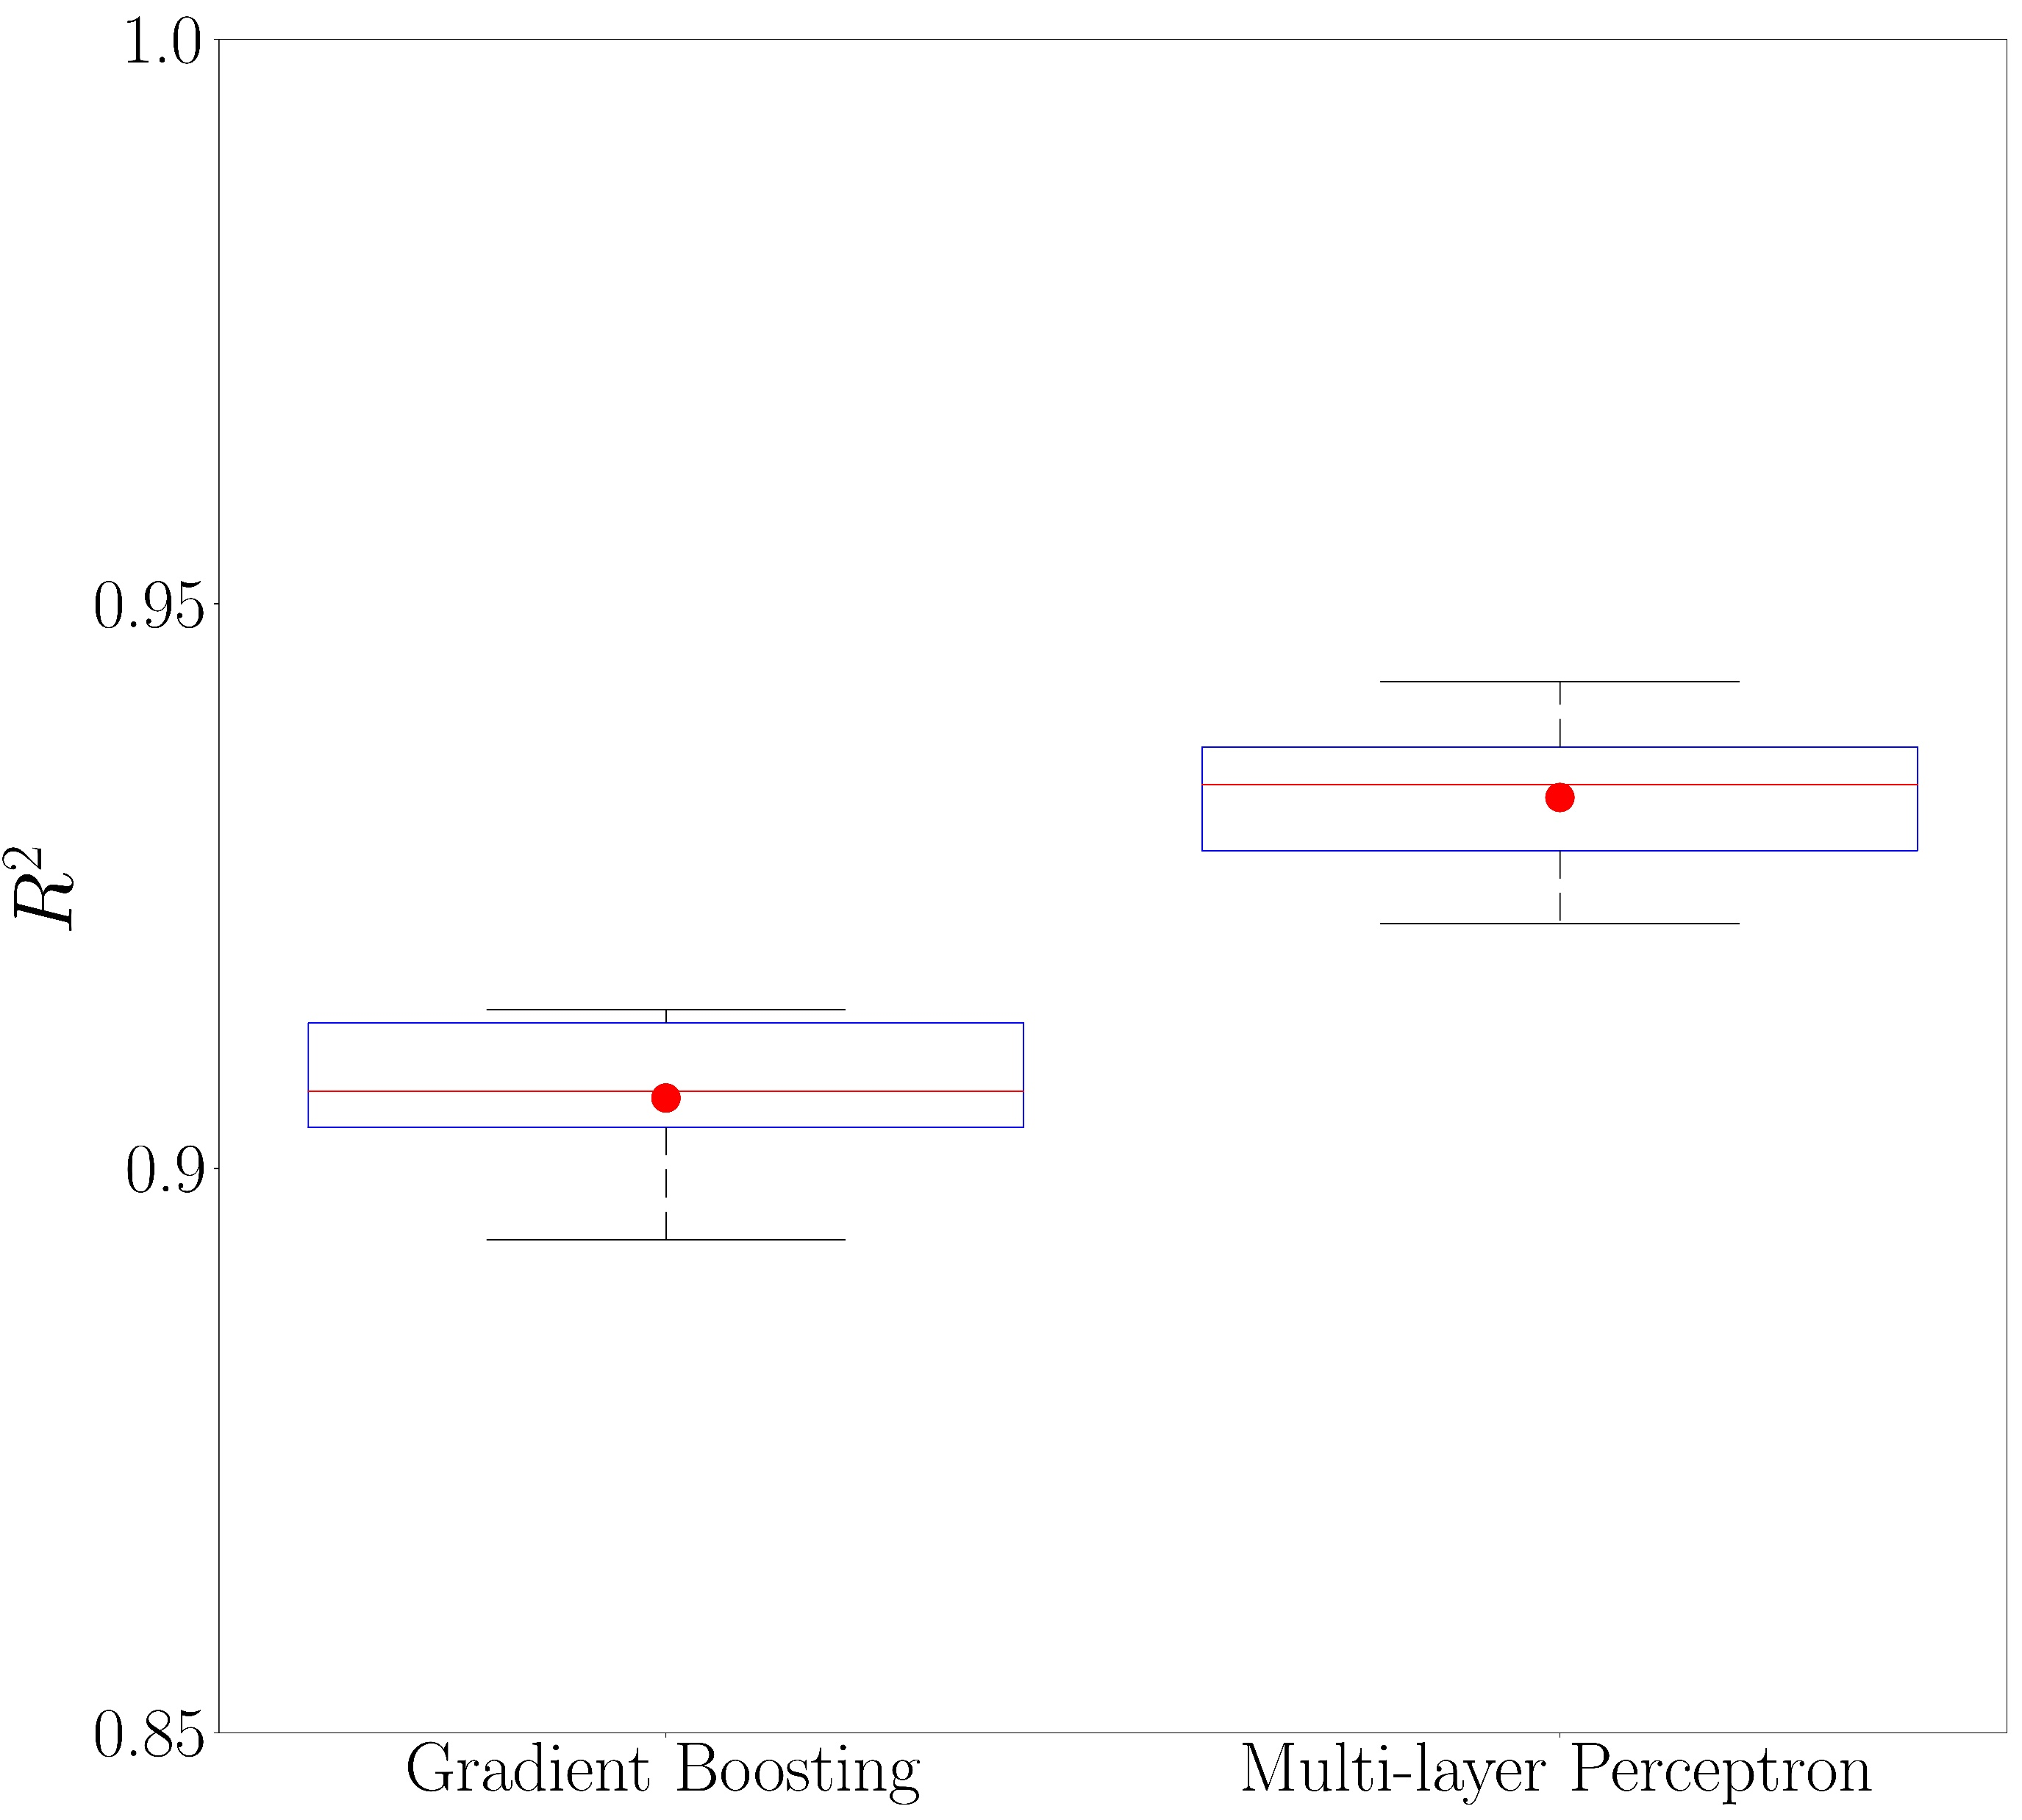 1.0
0.95
0.9
0.85
R²
Gradient Boosting
Multi-layer Perceptron